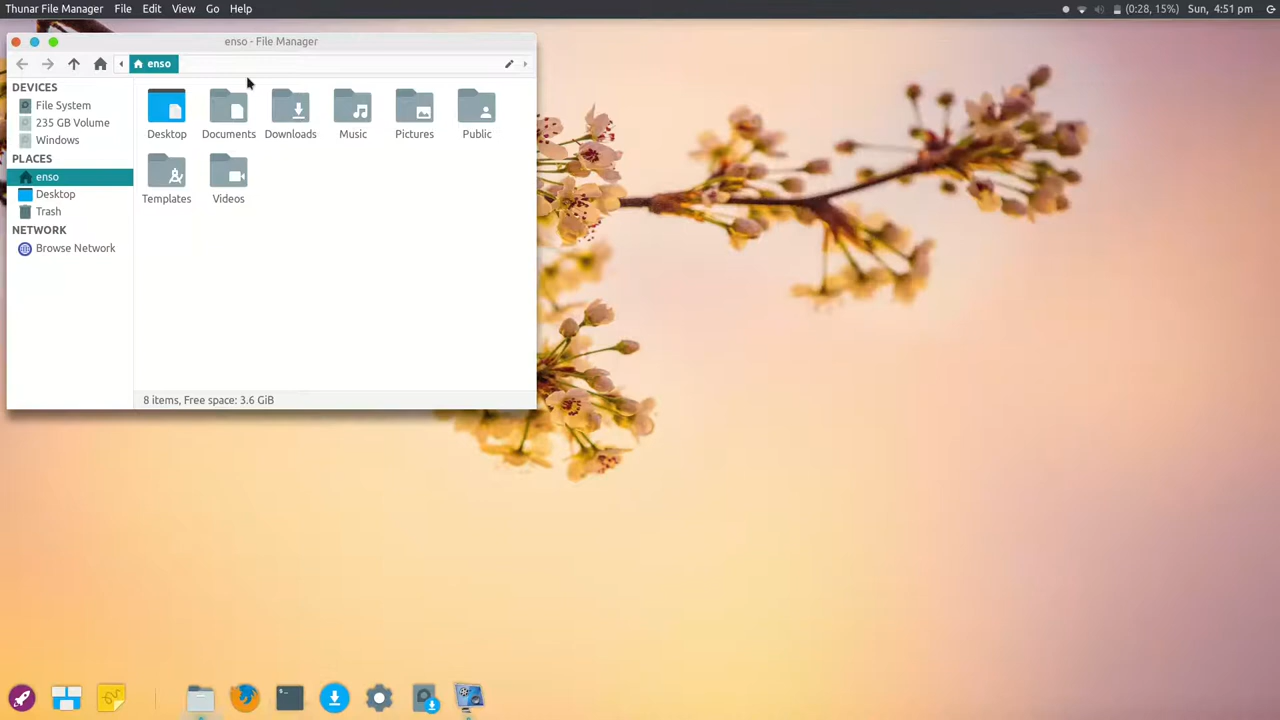 Thunar File Manager File Edit View Go Help (0:28, 15%) Sun, 4:51 pm
enso - File Manager
enso
DEVICES
File System
235 GB Volume
Windows
PLACES
enso
Desktop
Trash
NETWORK
Browse Network
Desktop Documents Downloads Music Pictures Public
Templates Videos
8 items, Free space: 3.6 GiB